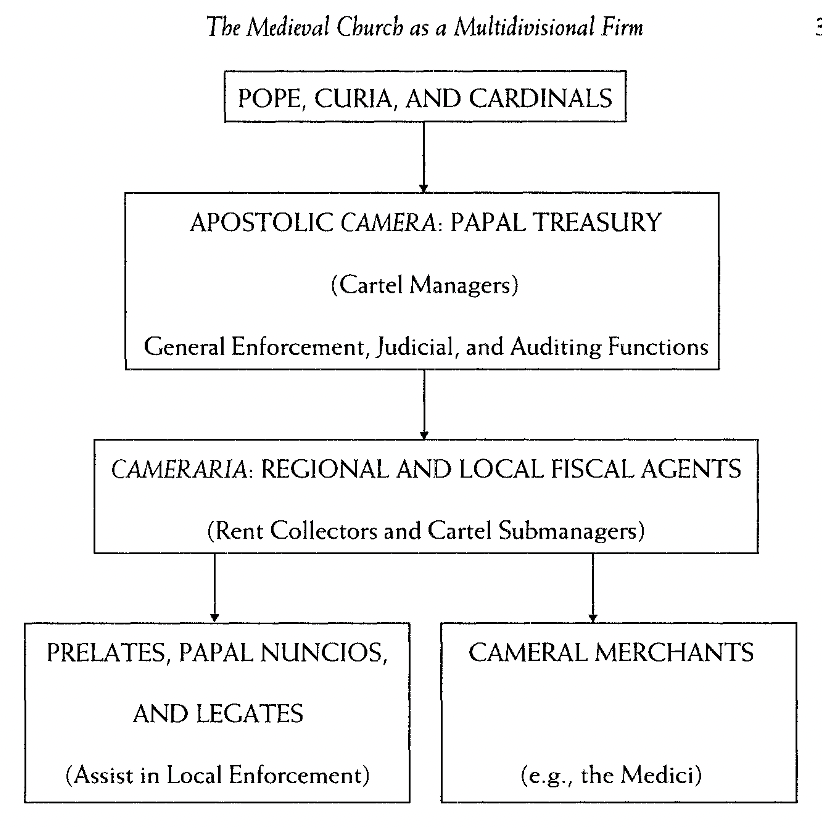 The Medieval Church as a Multidivisional Firm
POPE, CURIA, AND CARDINALS
APOSTOLIC CAMERA: PAPAL TREASURY
(Cartel Managers)
General Enforcement, Judicial, and Auditing Functions
CAMERARIA: REGIONAL AND LOCAL FISCAL AGENTS
(Rent Collectors and Cartel Submanagers)
PRELATES, PAPAL NUNCIOS,
AND LEGATES
(Assist in Local Enforcement)
CAMERAL MERCHANTS
(e.g., the Medici)